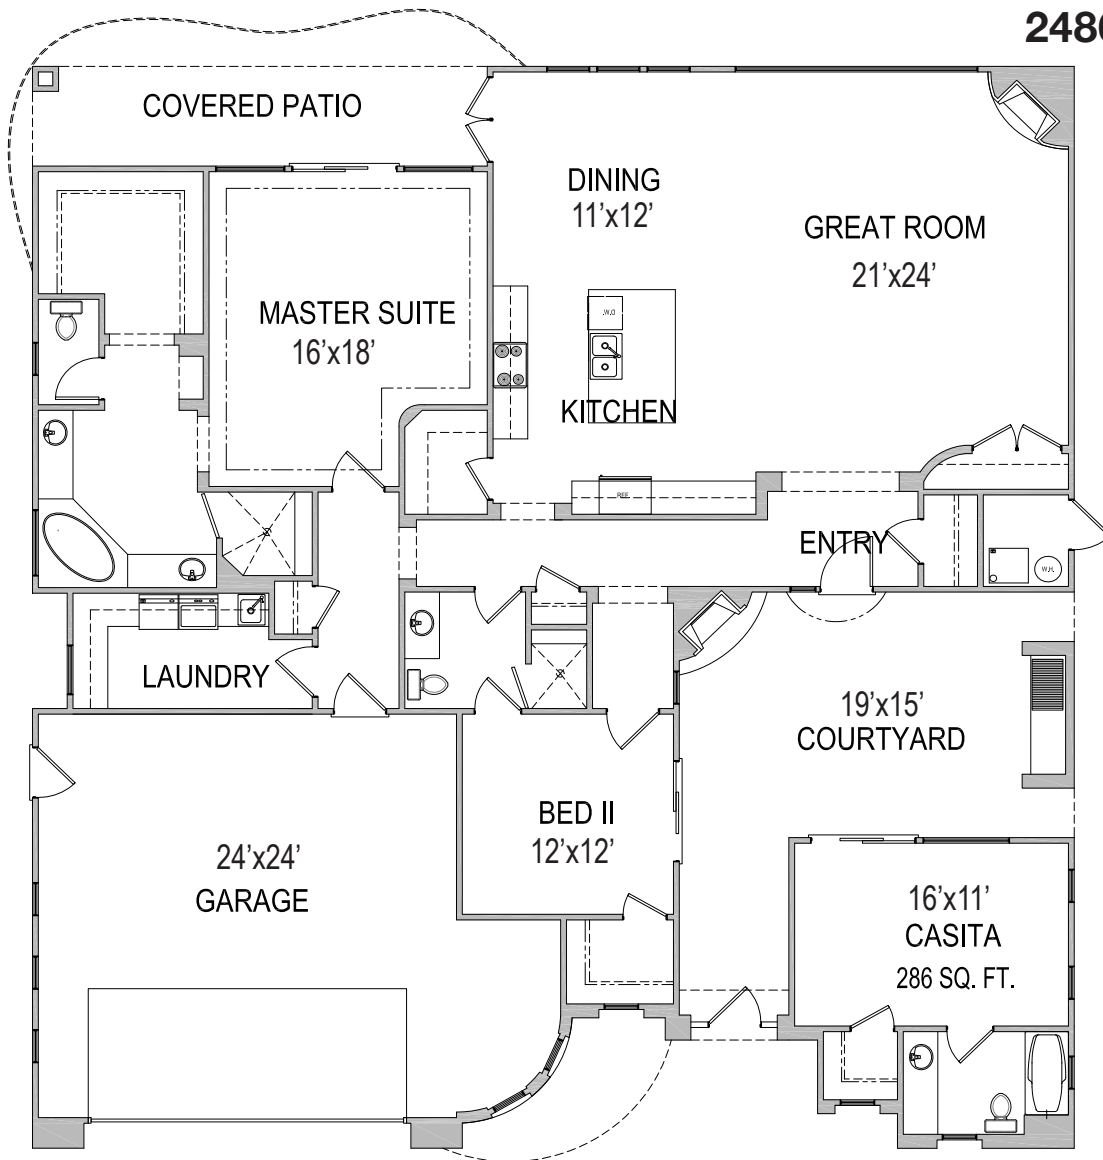 COVERED PATIO
DINING
11'x12'
GREAT ROOM
21'x24'
MASTER SUITE
16'x18'
D.W.
KITCHEN
REF.
ENTRY
W.H.
LAUNDRY
19'x15'
COURTYARD
BED II
12'x12'
24'x24'
GARAGE
16'x11'
CASITA
286 SQ. FT.